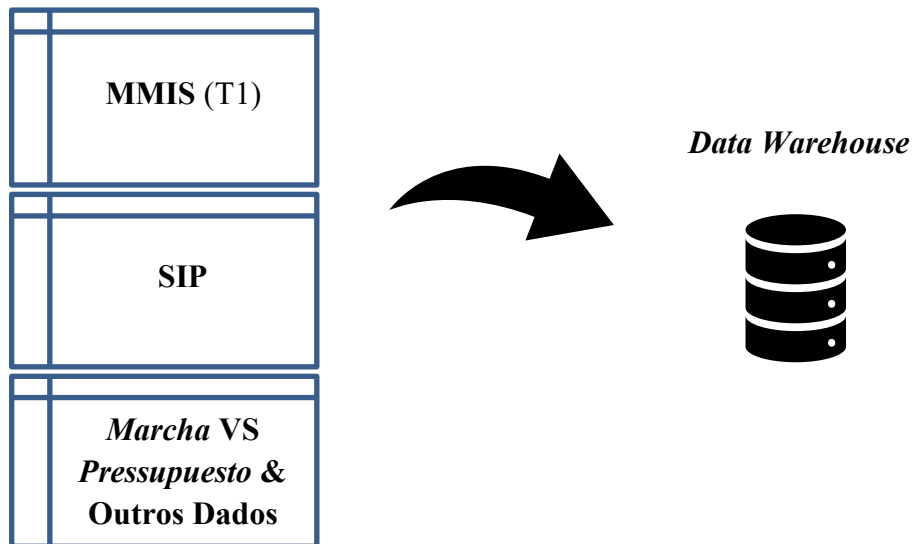 MMIS (T1)
Data Warehouse
SIP
Marcha VS
Pressupuesto &
Outros Dados